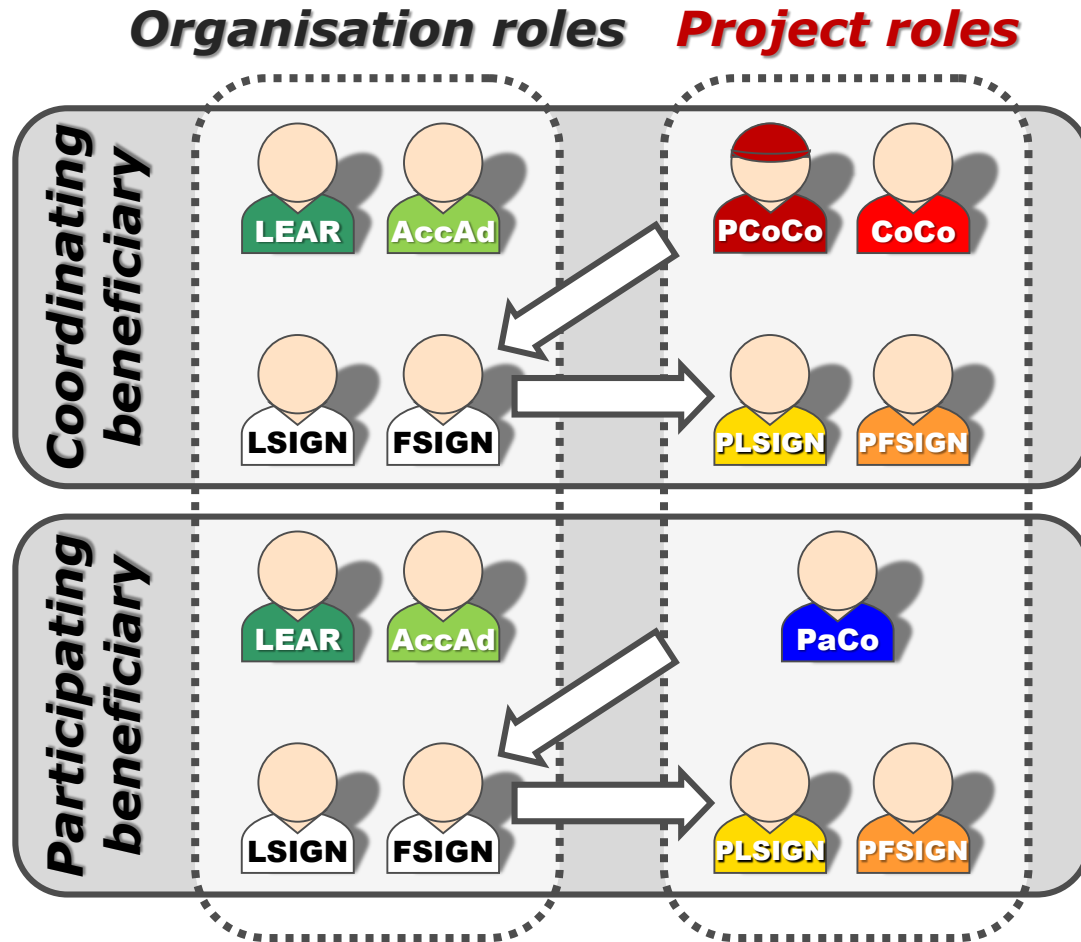 Organisation roles
Project roles
Coordinating
beneficiary
LEAR
AccAd
PCoCo
CoCo
LSIGN
FSIGN
PLSIGN
PFSIGN
Participating
beneficiary
LEAR
AccAd
PaCo
LSIGN
FSIGN
PLSIGN
PFSIGN